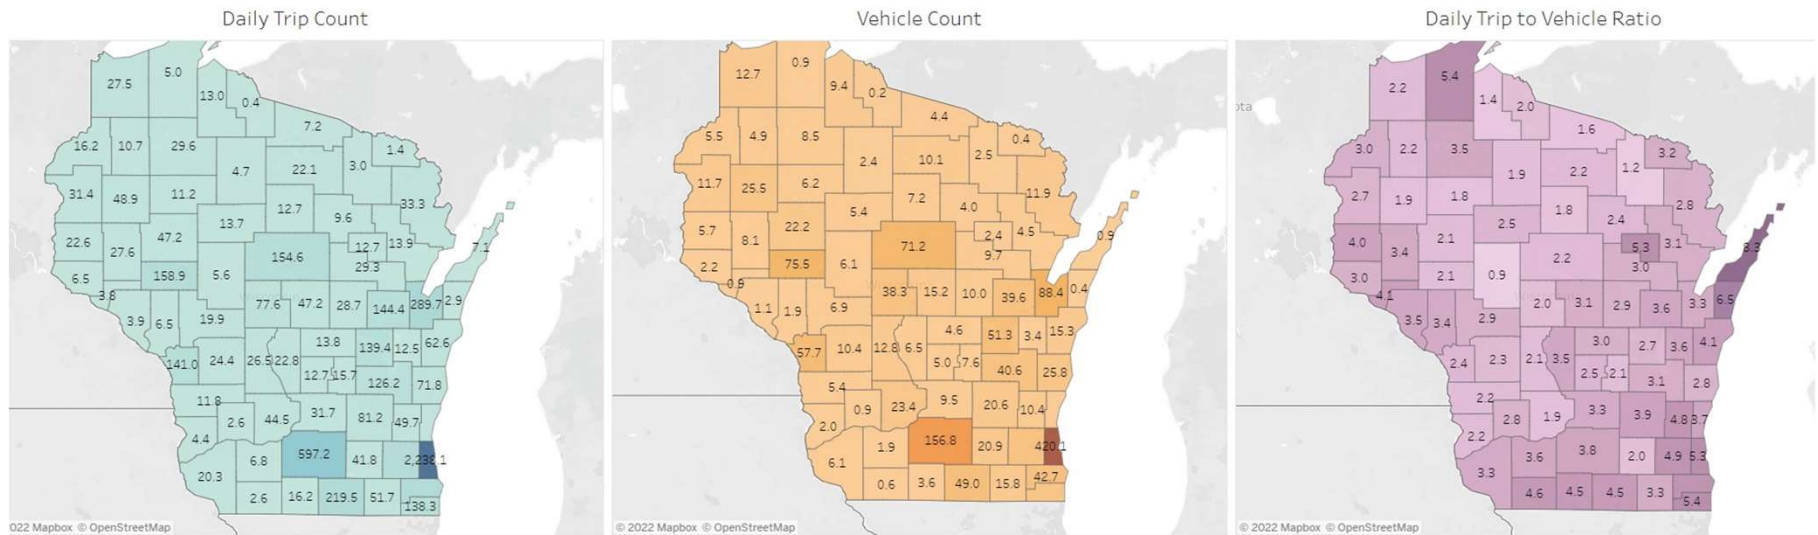 Daily Trip Count
27.5 5.0
13.0 0.4
7.2
16.2 10.7 29.6 1.4
4.7 22.1 3.0
31.4 48.9 11.2
12.7 33.3
13.7 9.6
22.6 27.6 47.2 12.7 13.9 7.1
154.6
29.3
6.5 158.9 5.6
3.8 77.6 47.2 28.7 144.4 289.7 2.9
3.9 6.5 19.9
13.8 139.4 12.5 62.6
141.0 24.4 26.5 22.8
12.7 15.7 126.2 71.8
11.8
2.6 44.5 31.7 81.2 49.7
4.4
597.2 41.8 2,238.1
20.3 6.8
2.6 16.2 219.5 51.7 138.3
022 Mapbox © OpenStreetMap
Vehicle Count
12.7 0.9
9.4 0.2
4.4
5.5 4.9 8.5 0.4
2.4 10.1 2.5
11.7 25.5 6.2
7.2 4.0 11.9
5.4
5.7 8.1 22.2 2.4 4.5 0.9
71.2
9.7
2.2 75.5 6.1
0.9 38.3 15.2 10.0 39.6 88.4 0.4
1.1 1.9 6.9
4.6 51.3 3.4 15.3
57.7 10.4 12.8 6.5
5.0 7.6 40.6 25.8
5.4
0.9 23.4 9.5 20.6 10.4
2.0
1.9 156.8 20.9 420.1
6.1
0.6 3.6 49.0 15.8 42.7
© 2022 Mapbox © OpenStreetMap
Daily Trip to Vehicle Ratio
ota
2.2 5.4
1.4 2.0
1.6
3.0 2.2 3.5 3.2
1.9 2.2 1.2
2.7 1.9 1.8
1.8 2.4 2.8
2.5
4.0 3.4 2.1 5.3 3.1 8.3
2.2
3.0
3.0 2.1 0.9
4.1 2.0 3.1 2.9 3.6 3.3 6.5
3.5 3.4 2.9
3.0 2.7 3.6 4.1
2.4 2.3 2.1 3.5
2.5 2.1 3.1 2.8
2.2
2.8 1.9 3.3 3.9 4.8 3.7
2.2
3.6 3.8 2.0 4.9 5.3
3.3
4.6 4.5 4.5 3.3 5.4
© 2022 Mapbox © OpenStreetMap